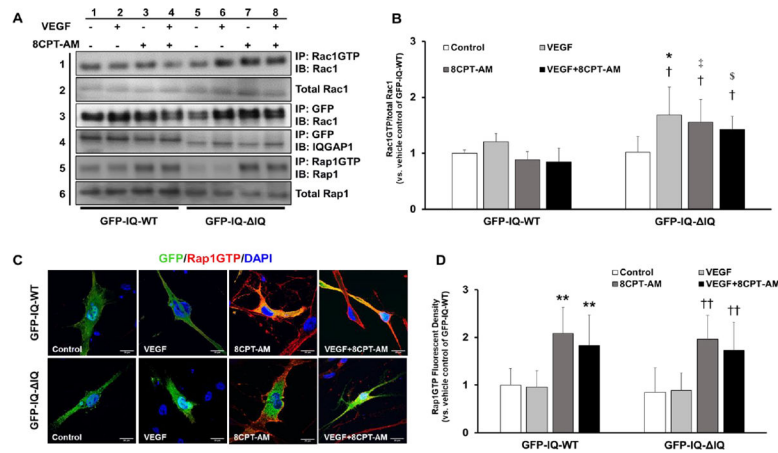 A
1 2 3 4 5 6 7 8
VEGF - + - + - + - +
8CPT-AM - - + + - - + +
1 IP: Rac1GTP
IB: Rac1
2 Total Rac1
3 IP: GFP
IB: Rac1
4 IP: GFP
IB: IQGAP1
5 IP: Rap1GTP
IB: Rap1
6 Total Rap1
GFP-IQ-WT GFP-IQ-ΔIQ
B
Rac1GTP/total Rac1
(vs. vehicle control of GFP-IQ-WT)
3
2
1
0
Control VEGF
8CPT-AM VEGF+8CPT-AM
* ‡ $
† † †
GFP-IQ-WT GFP-IQ-ΔIQ
C
GFP/Rap1GTP/DAPI
GFP-IQ-WT
Control VEGF 8CPT-AM VEGF+8CPT-AM
GFP-IQ-ΔIQ
Control VEGF 8CPT-AM VEGF+8CPT-AM
D
Rap1GTP Fluorescent Density
(vs. vehicle control of GFP-IQ-WT)
4
3
2
1
0
Control VEGF
8CPT-AM VEGF+8CPT-AM
** ** †† ††
GFP-IQ-WT GFP-IQ-ΔIQ